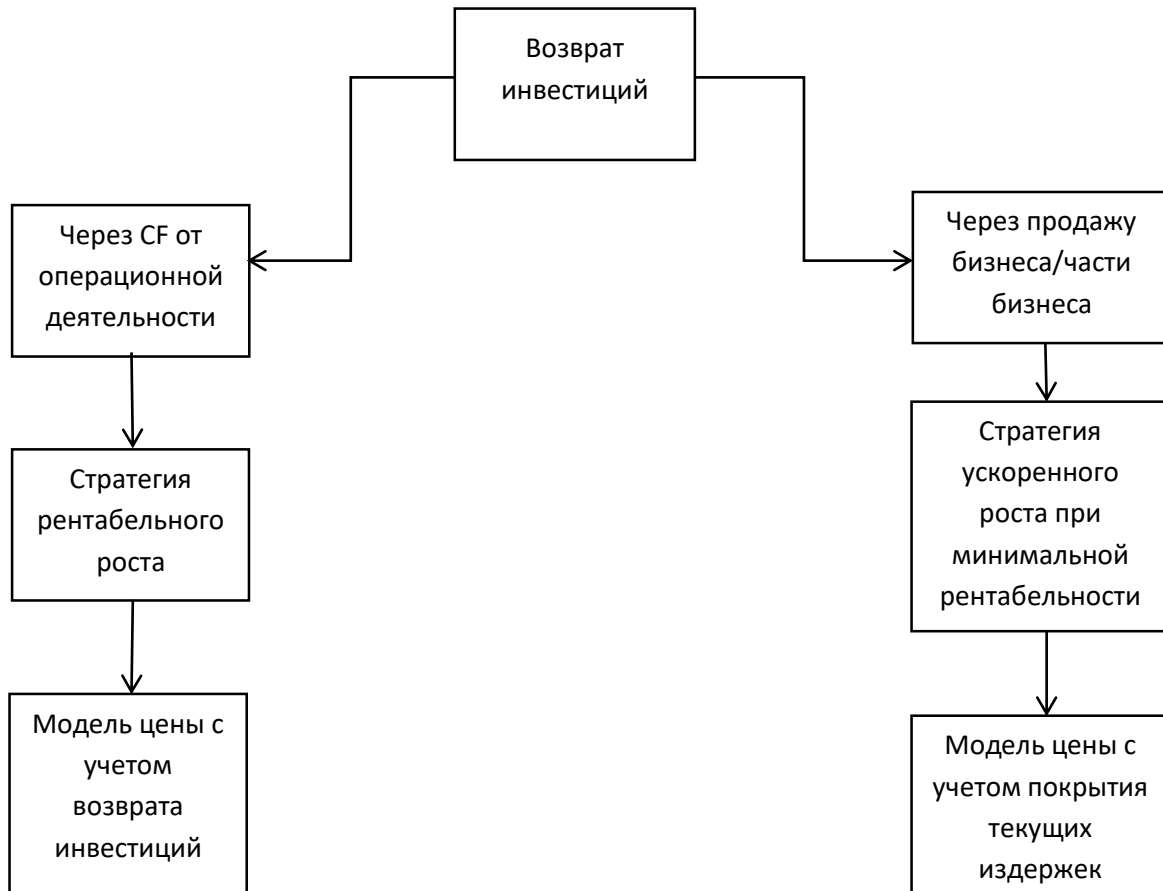 Возврат
инвестиций
Через CF от
операционной
деятельности
Стратегия
рентабельного
роста
Модель цены с
учетом
возврата
инвестиций
Через продажу
бизнеса/части
бизнеса
Стратегия
ускоренного
роста при
минимальной
рентабельности
Модель цены с
учетом покрытия
текущих
издержек